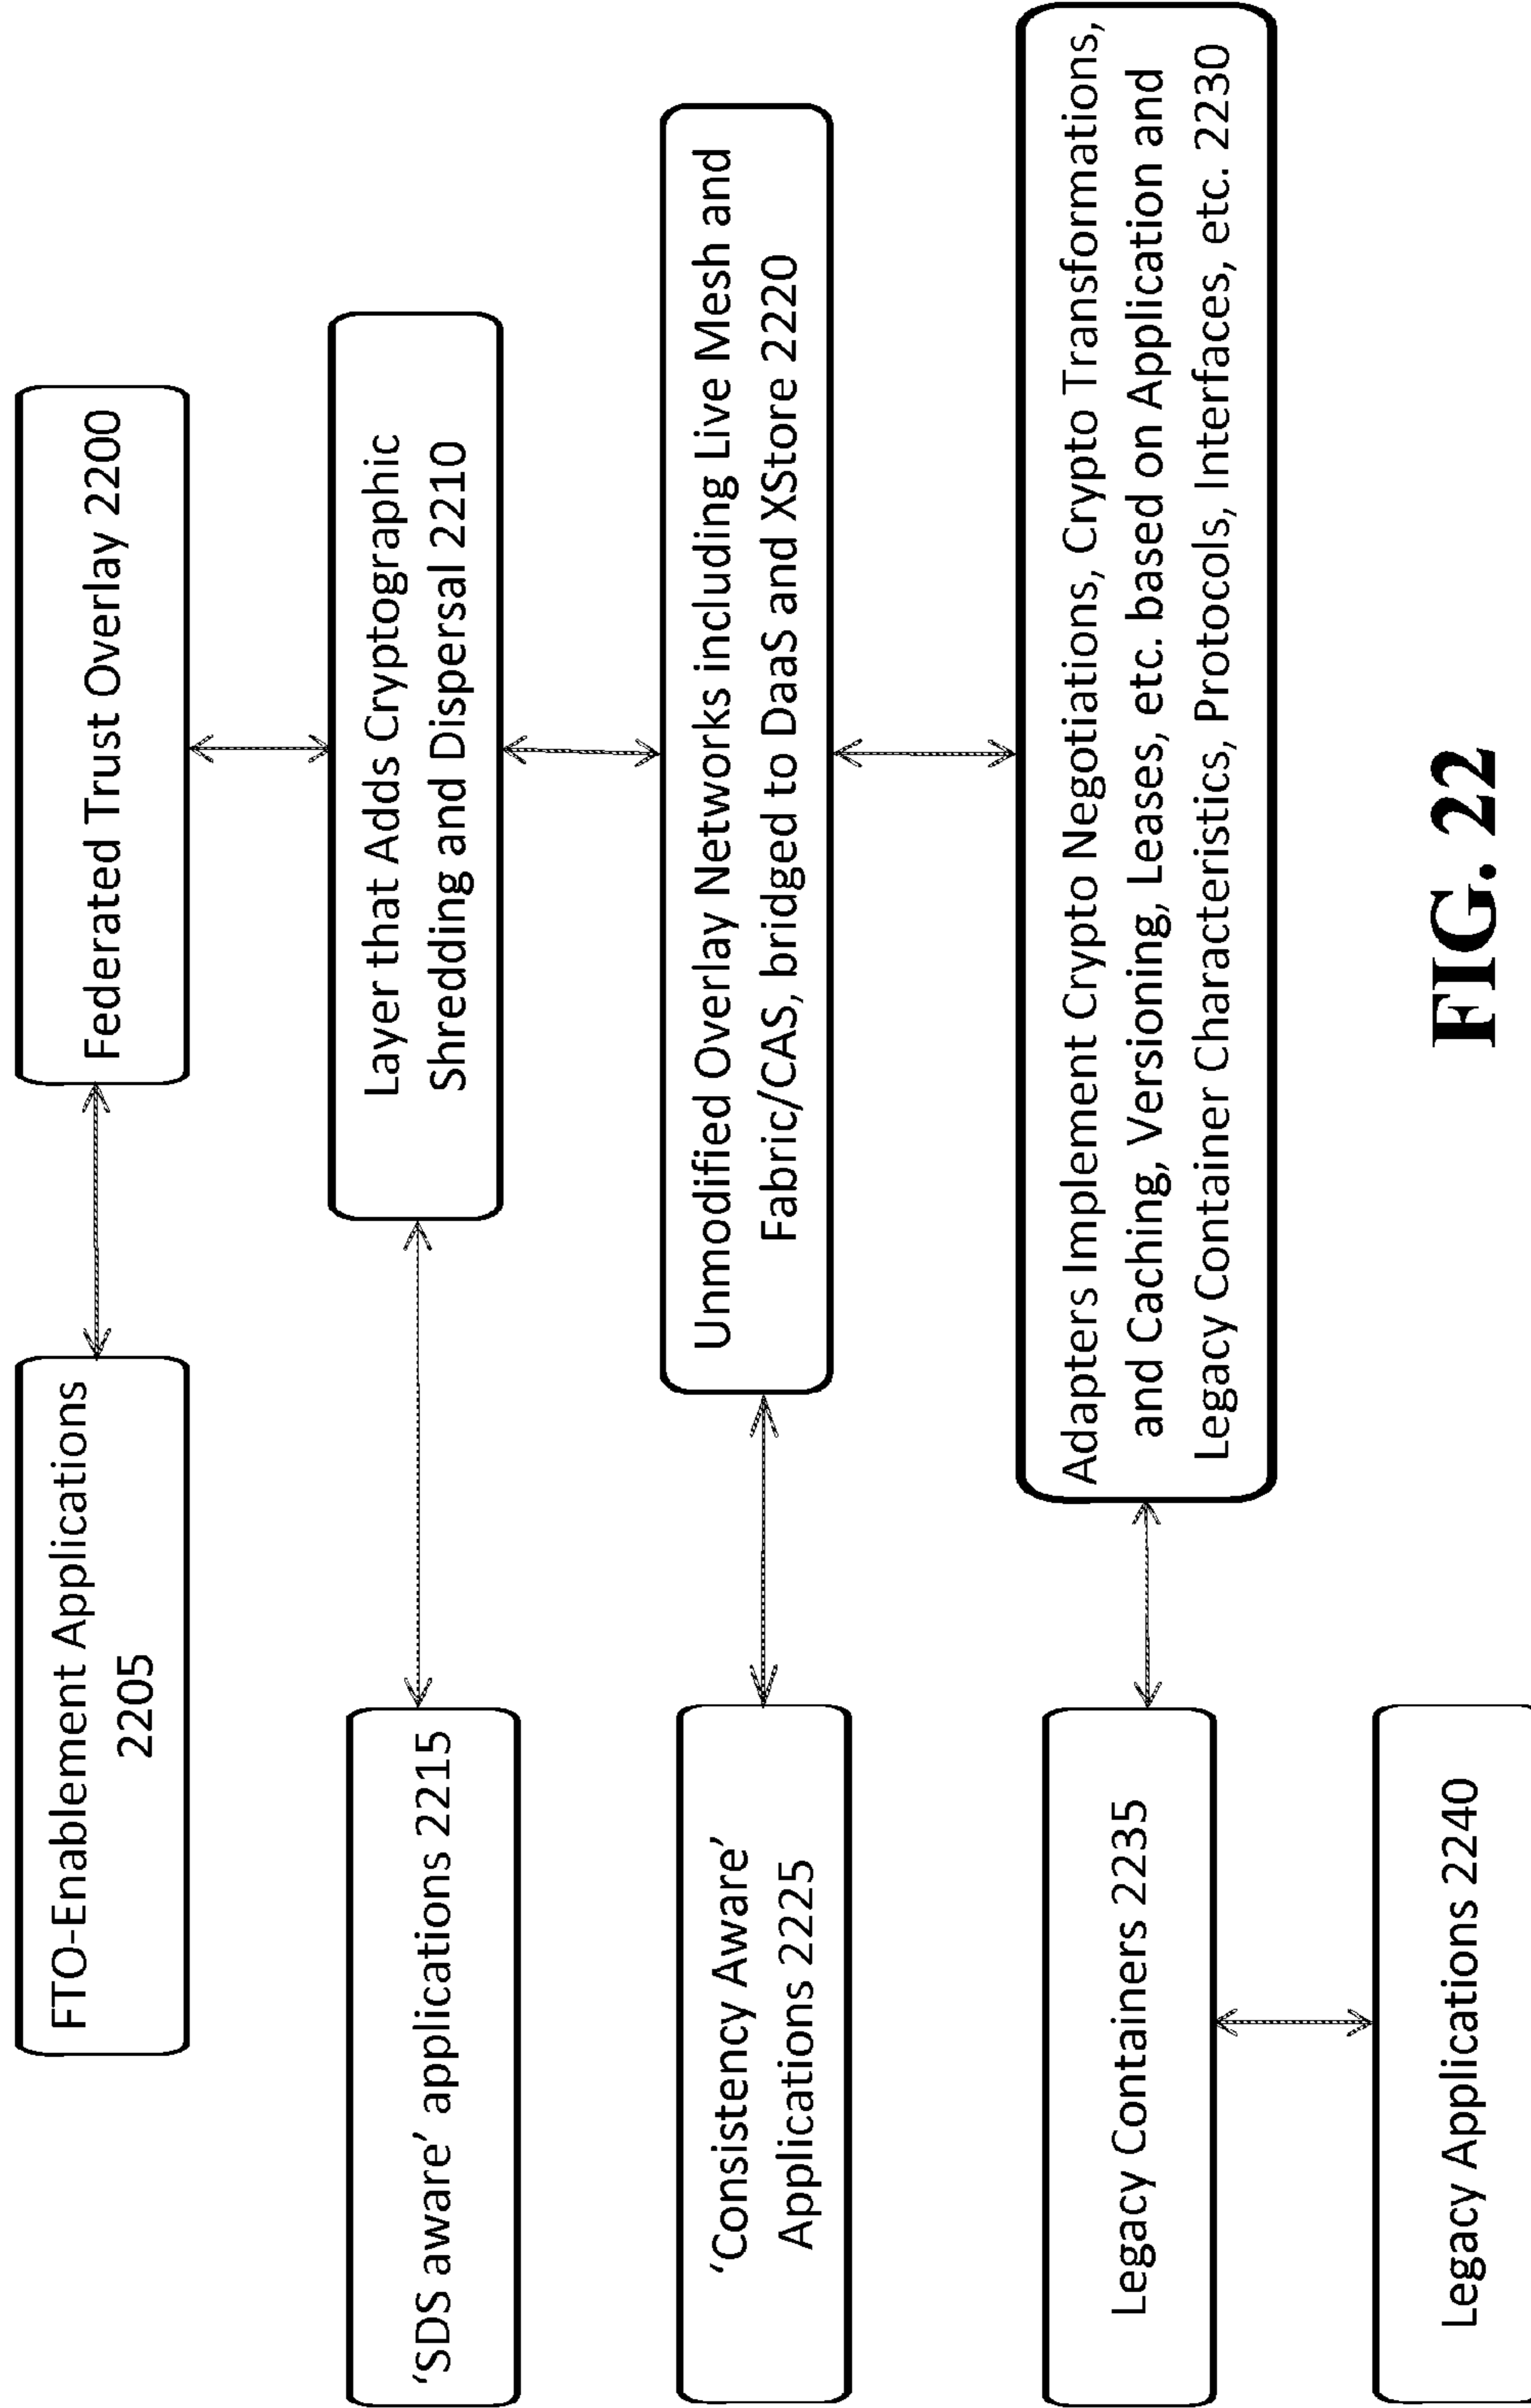 FTO-Enablement Applications
2205
Federated Trust Overlay 2200
‘SDS aware’ applications 2215
Layer that Adds Cryptographic
Shredding and Dispersal 2210
‘Consistency Aware’
Applications 2225
Unmodified Overlay Networks including Live Mesh and
Fabric/CAS, bridged to DaaS and XStore 2220
Legacy Containers 2235
Adapters Implement Crypto Negotiations, Crypto Transformations,
and Caching, Versioning, Leases, etc. based on Application and
Legacy Container Characteristics, Protocols, Interfaces, etc. 2230
Legacy Applications 2240
FIG. 22